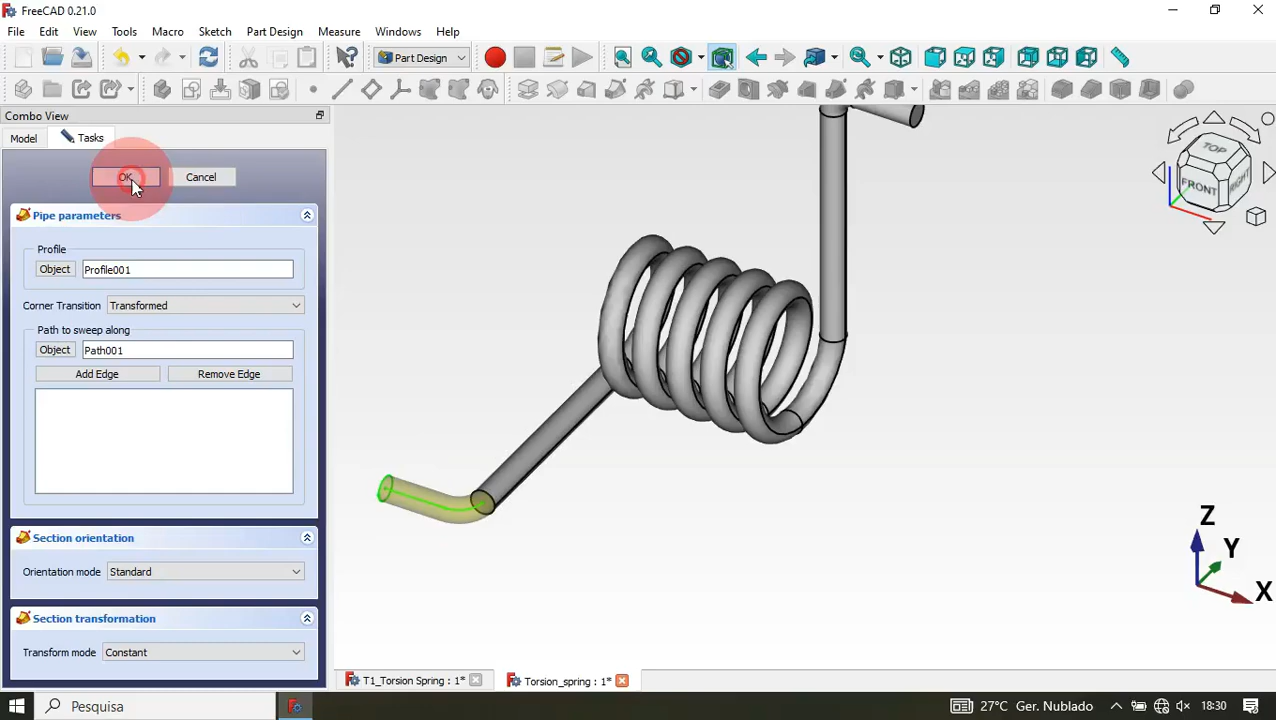 FreeCAD 0.21.0
File Edit View Tools Macro Sketch Part Design Measure Windows Help
Part Design
Combo View
Model Tasks
OK Cancel
Pipe parameters
Profile
Object Profile001
Corner Transition Transformed
Path to sweep along
Object Path001
Add Edge Remove Edge
Section orientation
Orientation mode Standard
Section transformation
Transform mode Constant
TOP
FRONT RIGHT
Z
Y
X
T1_Torsion Spring : 1* Torsion_spring : 1*
Pesquisa 27°C Ger. Nublado 18:30